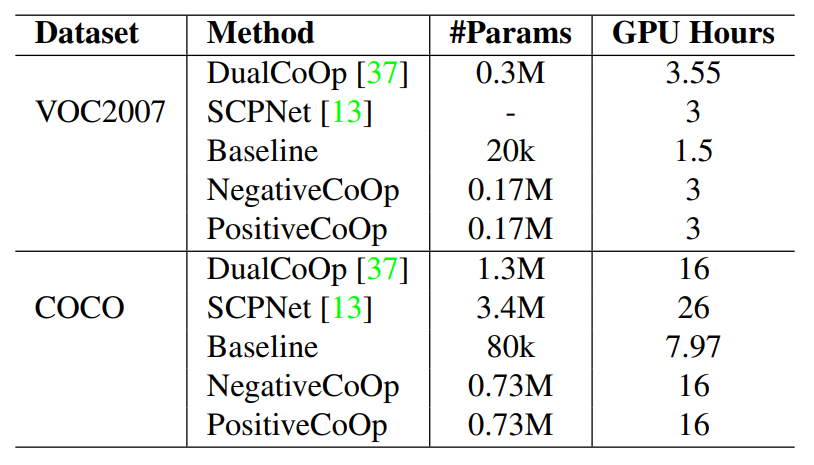 Dataset Method #Params GPU Hours
DualCoOp [37] 0.3M 3.55
VOC2007 SCPNet [13] - 3
Baseline 20k 1.5
NegativeCoOp 0.17M 3
PositiveCoOp 0.17M 3
DualCoOp [37] 1.3M 16
COCO SCPNet [13] 3.4M 26
Baseline 80k 7.97
NegativeCoOp 0.73M 16
PositiveCoOp 0.73M 16